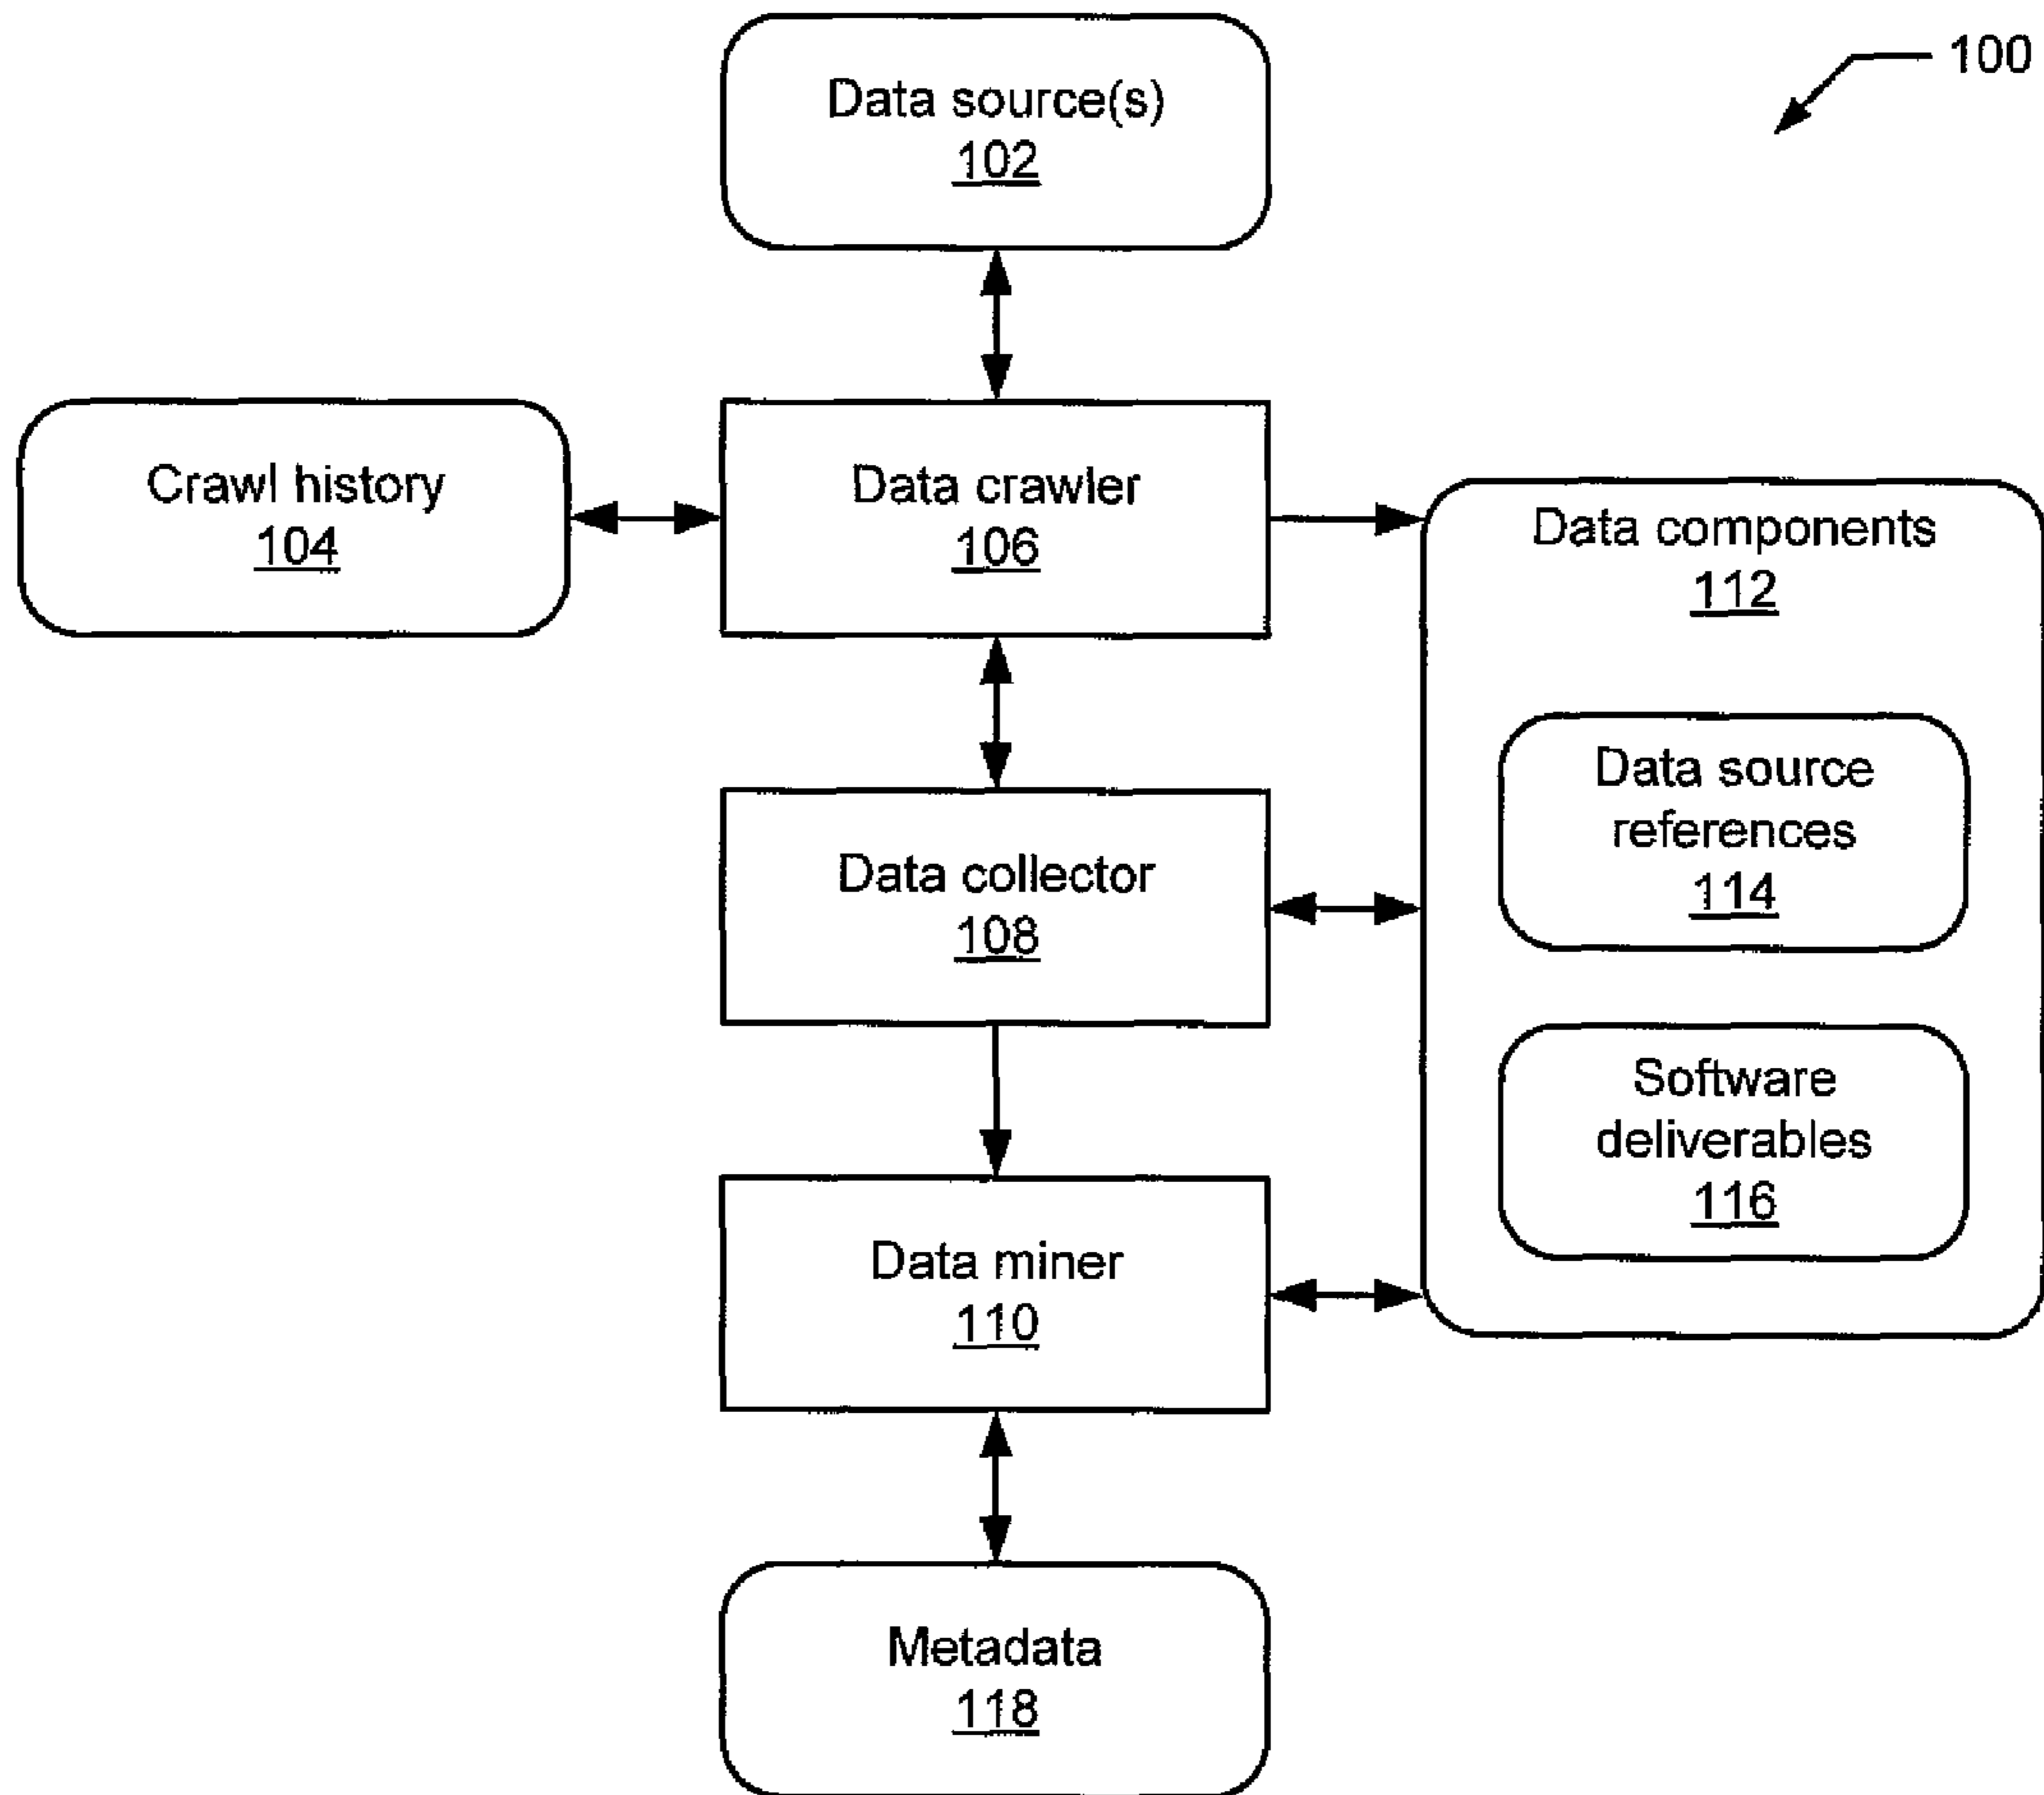 Data source(s)
102
100
Crawl history
104
Data crawler
106
Data components
112
Data source
references
114
Data collector
108
Software
deliverables
116
Data miner
110
Metadata
118